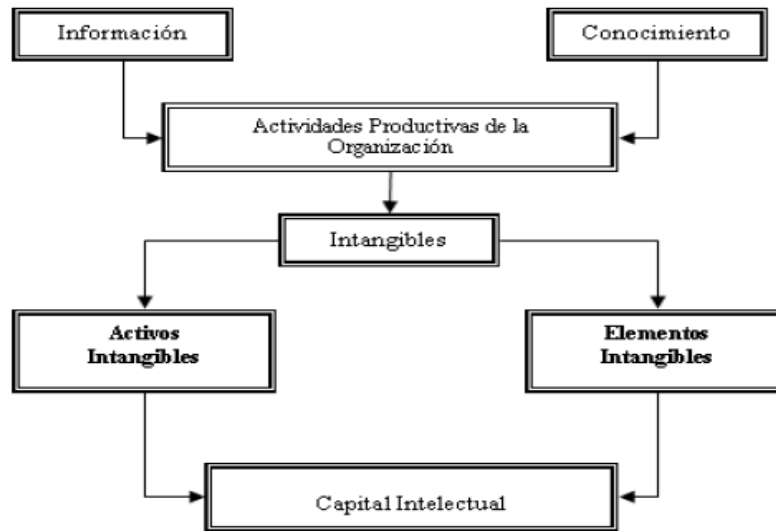 Información
Conocimiento
Actividades Productivas de la
Organización
Intangibles
Activos
Intangibles
Elementos
Intangibles
Capital Intelectual